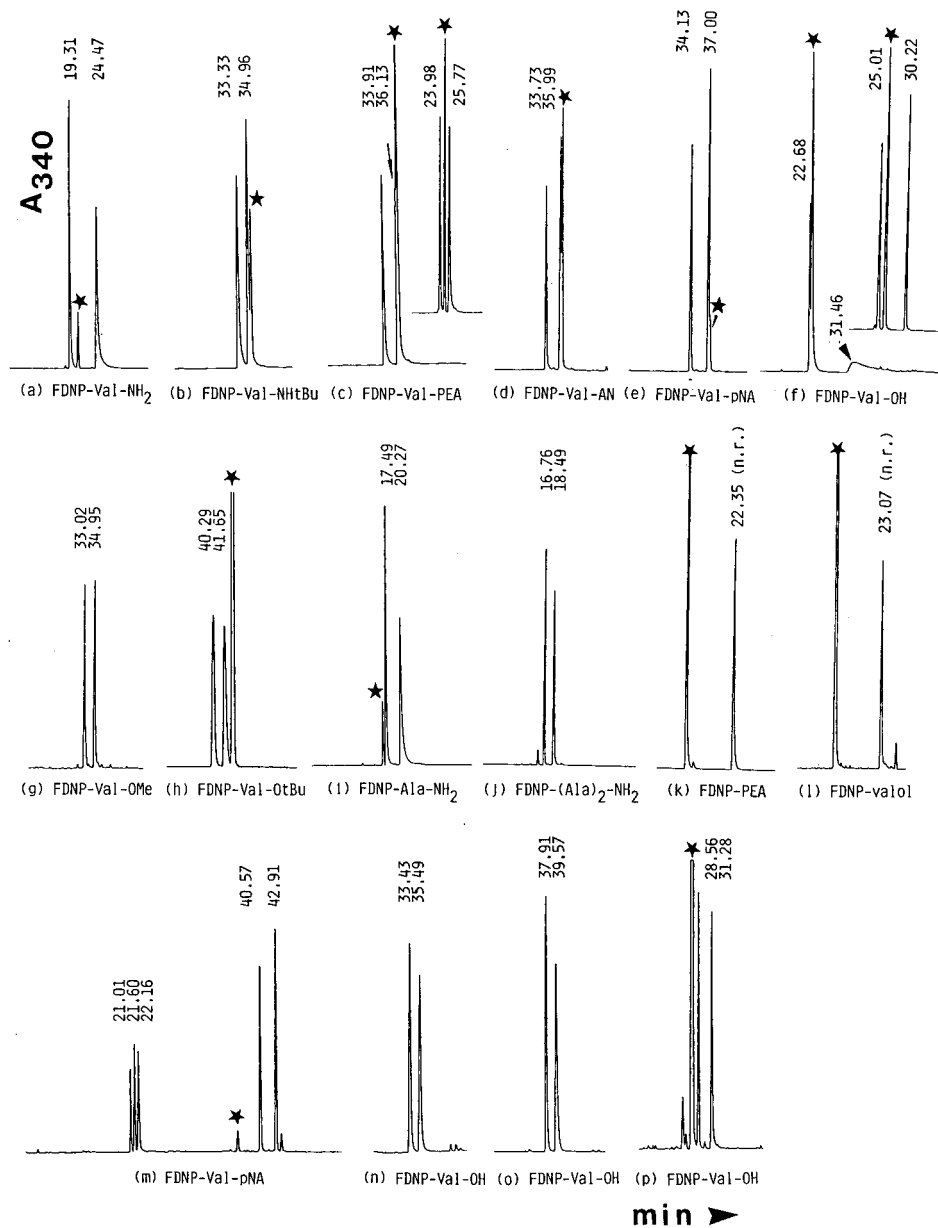 A340
19.31
24.47
(a) FDNP-Val-NH2
33.33
34.96
(b) FDNP-Val-NHtBu
33.91
36.13
23.98
25.77
(c) FDNP-Val-PEA
33.73
35.99
(d) FDNP-Val-AN
34.13
37.00
(e) FDNP-Val-pNA
22.68
31.46
25.01
30.22
(f) FDNP-Val-OH
33.02
34.95
(g) FDNP-Val-OMe
40.29
41.65
(h) FDNP-Val-OtBu
17.49
20.27
(i) FDNP-Ala-NH2
16.76
18.49
(j) FDNP-(Ala)2-NH2
22.35 (n.r.)
(k) FDNP-PEA
23.07 (n.r.)
(l) FDNP-valol
21.01
21.60
22.16
40.57
42.91
(m) FDNP-Val-pNA
33.43
35.49
(n) FDNP-Val-OH
37.91
39.57
(o) FDNP-Val-OH
28.56
31.28
(p) FDNP-Val-OH
min